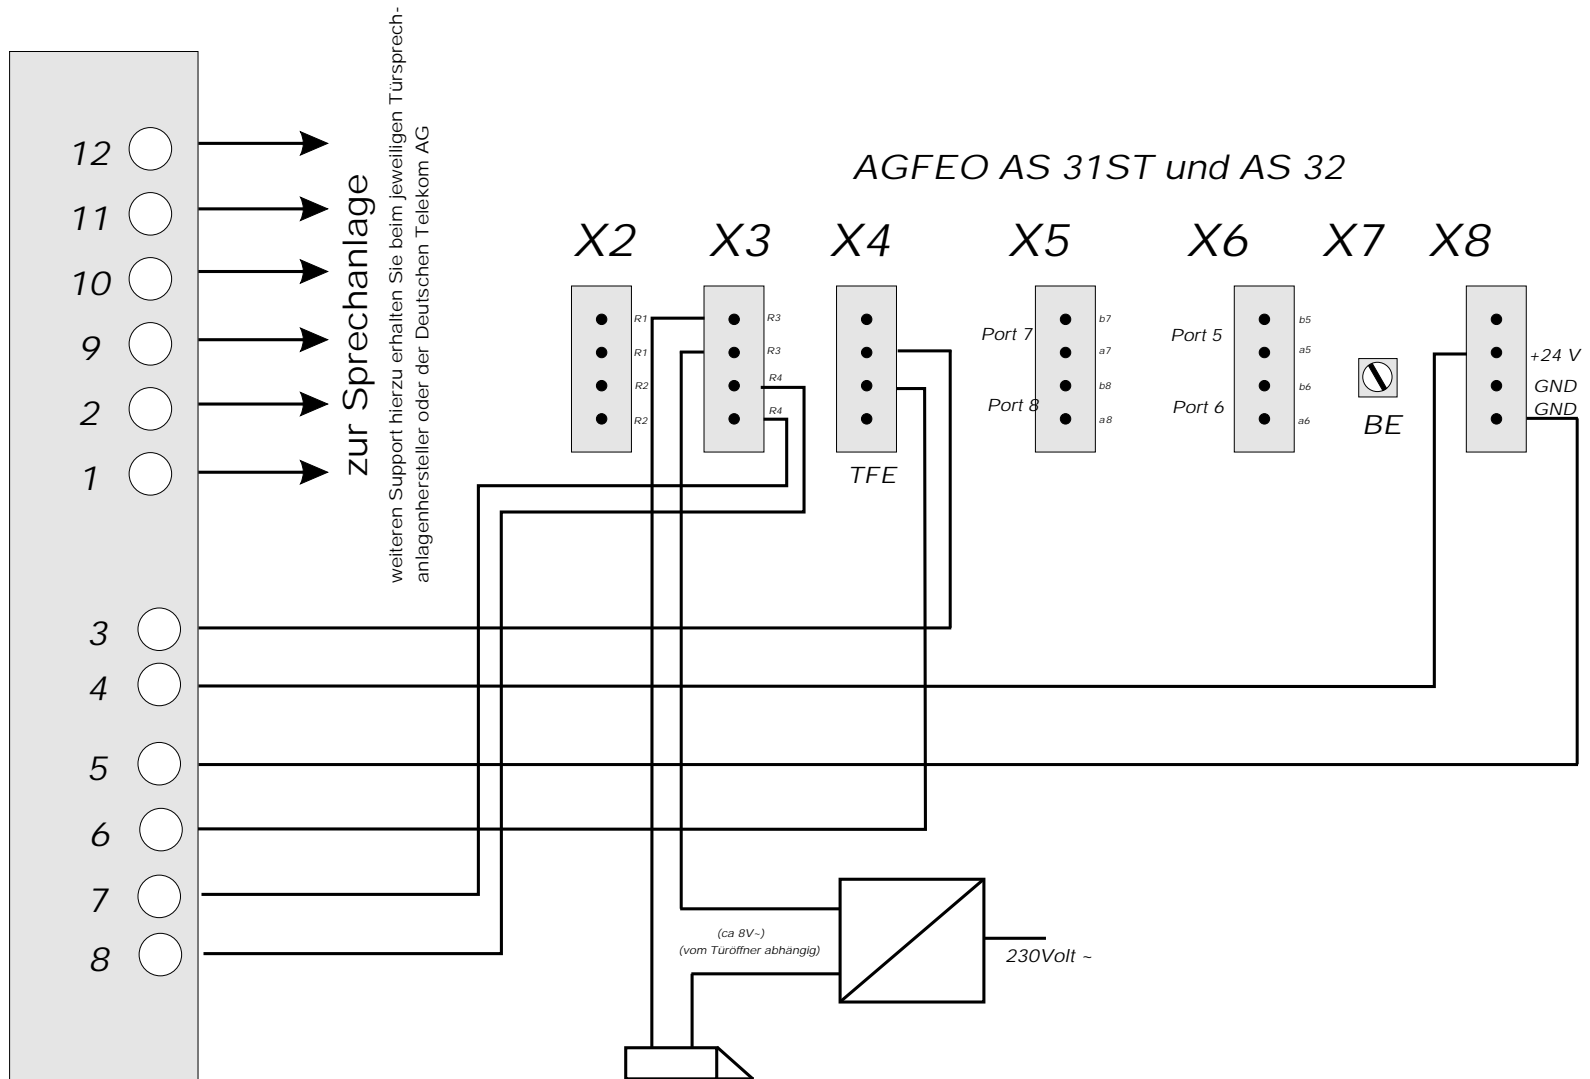 weiteren Support hierzu erhalten Sie beim jeweiligen Türsprech-
anlagenhersteller oder der Deutschen Telekom AG
zur Sprechanlage
12
11
10
9
2
1
3
4
5
6
7
8
AGFEO AS 31ST und AS 32
X2 X3 X4 X5 X6 X7 X8
R1
R1
R2
R2
R3
R3
R4
R4
TFE
Port 7
Port 8
b7
a7
b8
a8
Port 5
Port 6
b5
a5
b6
a6
BE
+24 V
GND
GND
(ca 8V~)
(vom Türöffner abhängig)
230Volt ~